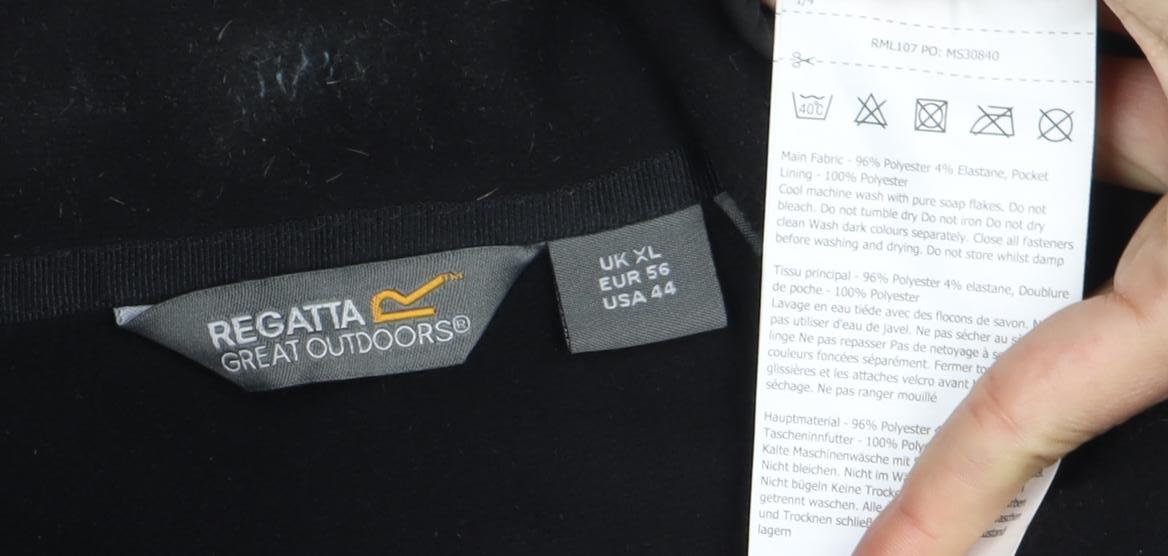 REGATTA
GREAT OUTDOORS®
UK XL
EUR 56
USA 44
RML107 PO: MS30840
40°C
Main Fabric - 96% Polyester 4% Elastane, Pocket
Lining - 100% Polyester
Cool machine wash with pure soap flakes. Do not
bleach. Do not tumble dry Do not iron Do not dry
clean Wash dark colours separately. Close all fasteners
before washing and drying. Do not store whilst damp
Tissu principal - 96% Polyester 4% elastane, Doublure
de poche - 100% Polyester
Lavage en eau tiède avec des flocons de savon.
pas utiliser d'eau de javel. Ne pas sécher au
linge Ne pas repasser Pas de netoyage à
couleurs foncées séparément. Fermer
glissières et les attaches velcro avant
séchage. Ne pas ranger mouillé
Hauptmaterial - 96% Polyester
Tascheninnfutter - 100%
Kalte Maschinenwäsche mit
Nicht bleichen. Nicht im
Nicht bügeln Keine
getrennt waschen. Alle
und Trocknen
lagern